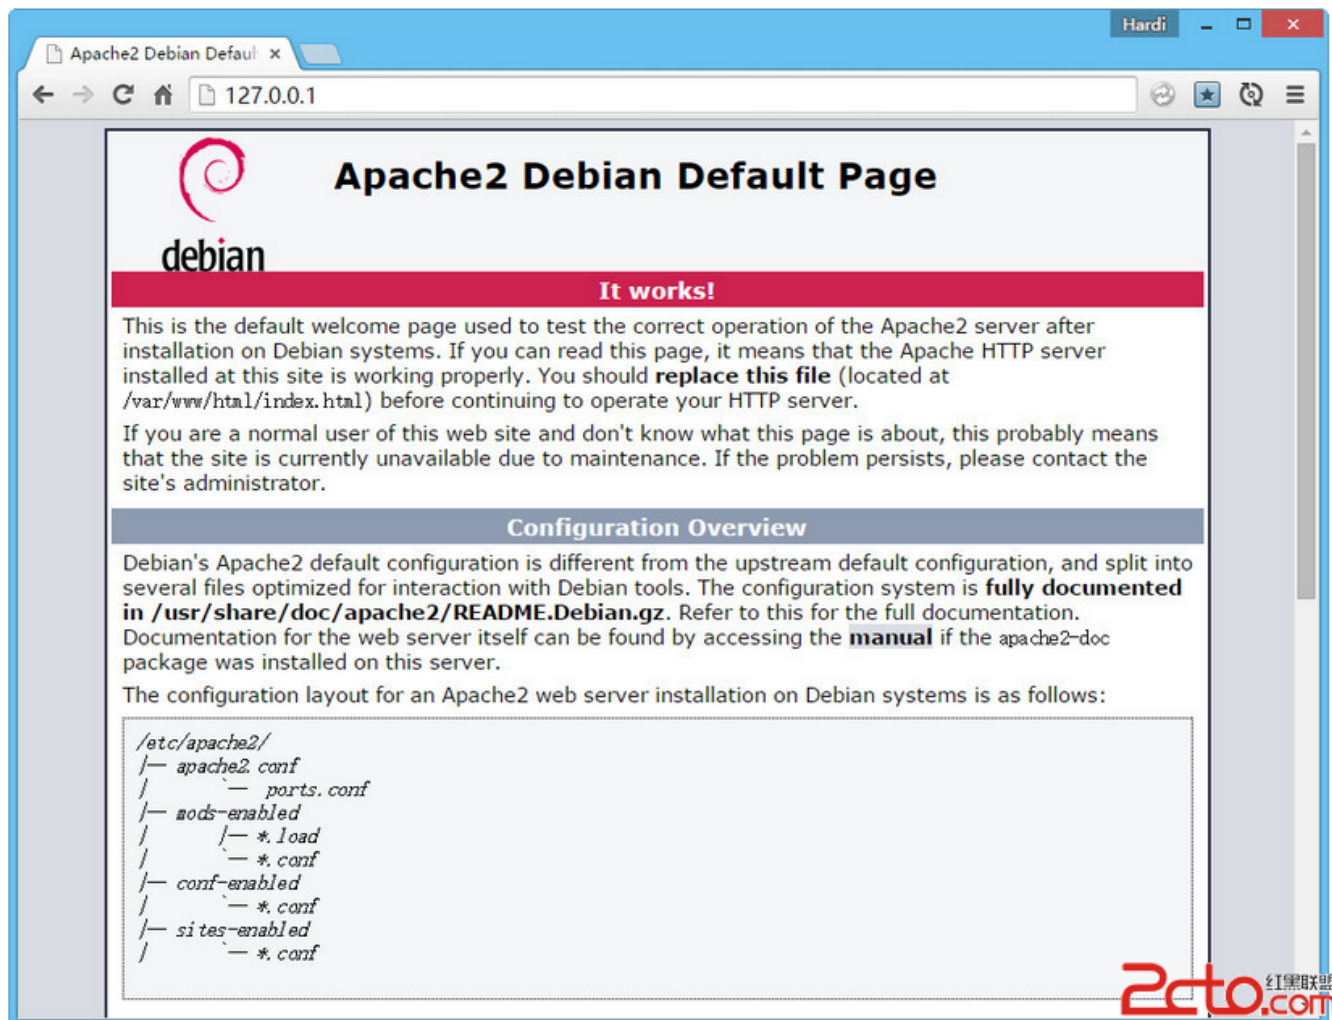 Hardi
Apache2 Debian Defaul
127.0.0.1
debian
Apache2 Debian Default Page
It works!
This is the default welcome page used to test the correct operation of the Apache2 server after
installation on Debian systems. If you can read this page, it means that the Apache HTTP server
installed at this site is working properly. You should replace this file (located at
/var/www/html/index.html) before continuing to operate your HTTP server.
If you are a normal user of this web site and don't know what this page is about, this probably means
that the site is currently unavailable due to maintenance. If the problem persists, please contact the
site's administrator.
Configuration Overview
Debian's Apache2 default configuration is different from the upstream default configuration, and split into
several files optimized for interaction with Debian tools. The configuration system is fully documented
in /usr/share/doc/apache2/README.Debian.gz. Refer to this for the full documentation.
Documentation for the web server itself can be found by accessing the manual if the apache2-doc
package was installed on this server.
The configuration layout for an Apache2 web server installation on Debian systems is as follows:
/etc/apache2/
|-- apache2.conf
|       `--  ports.conf
|-- mods-enabled
|       |-- *.load
|       `-- *.conf
|-- conf-enabled
|       `-- *.conf
|-- sites-enabled
|       `-- *.conf
2cto
红黑联盟
.com